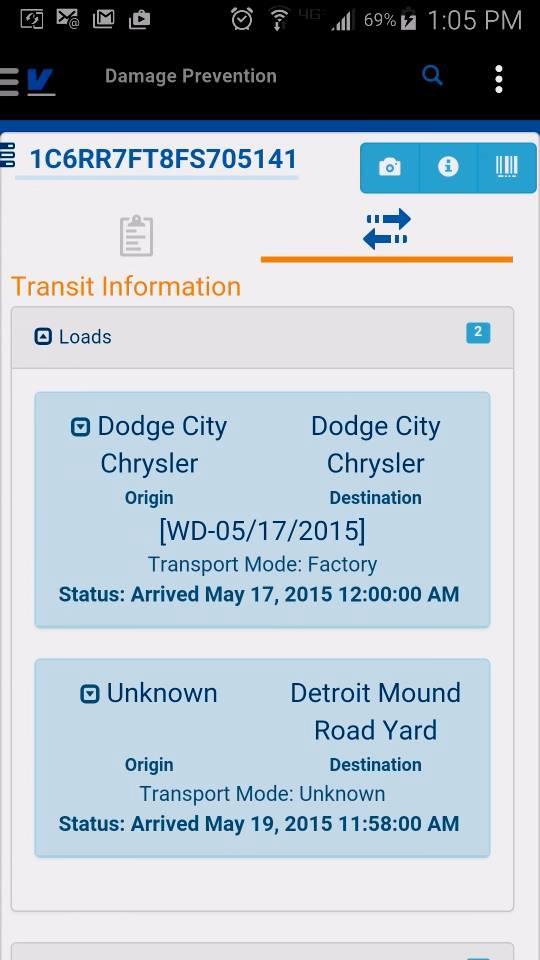 4G 69% 1:05 PM
V Damage Prevention
1C6RR7FT8FS705141
Transit Information
Loads 2
Dodge City Chrysler
Origin
Dodge City Chrysler
Destination
[WD-05/17/2015]
Transport Mode: Factory
Status: Arrived May 17, 2015 12:00:00 AM
Unknown
Origin
Detroit Mound Road Yard
Destination
Transport Mode: Unknown
Status: Arrived May 19, 2015 11:58:00 AM